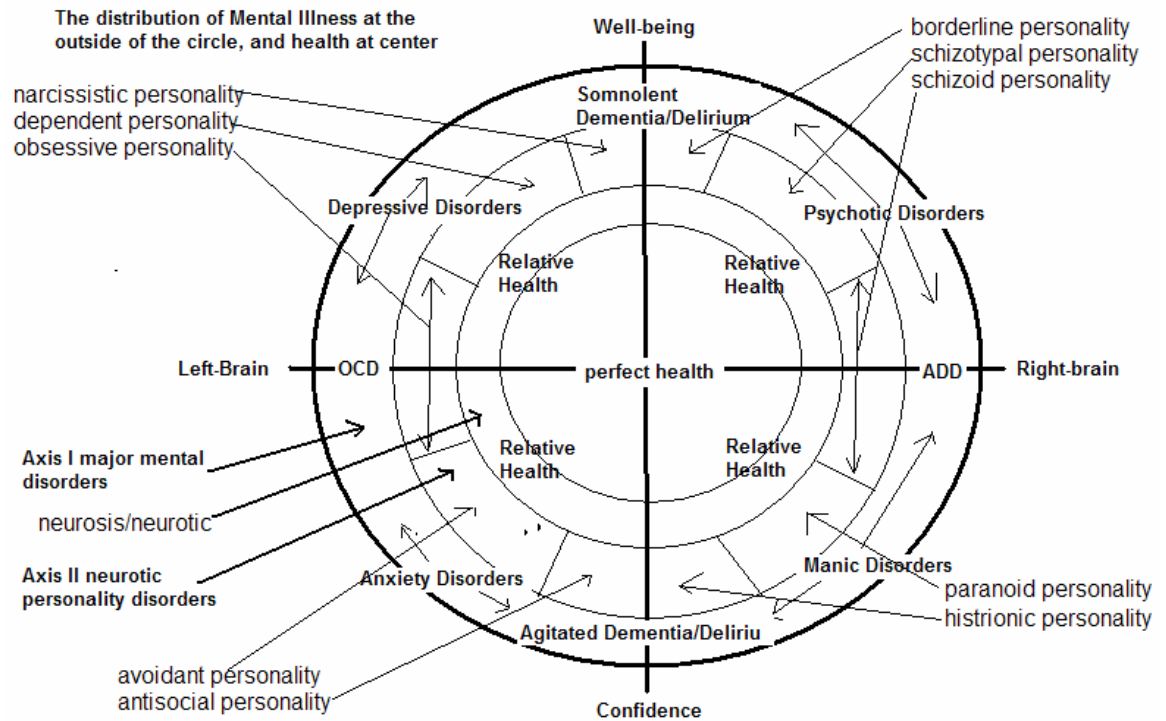 The distribution of Mental Illness at the
outside of the circle, and health at center
Well-being
borderline personality
schizotypal personality
schizoid personality
narcissistic personality
dependent personality
obsessive personality
Somnolent
Dementa/Delirium
Depressive Disorders
Psychotic Disorders
Relative
Health
Relative
Health
Left-Brain
OCD
perfect health
ADD
Right-brain
Relative
Health
Relative
Health
Axis I major mental
disorders
neurosis/neurotic
Axis II neurotic
personality disorders
Anxiety Disorders
Manic Disorders
paranoid personality
histrionic personality
Agitated Dementa/Deliriu
avoidant personality
antisocial personality
Confidence